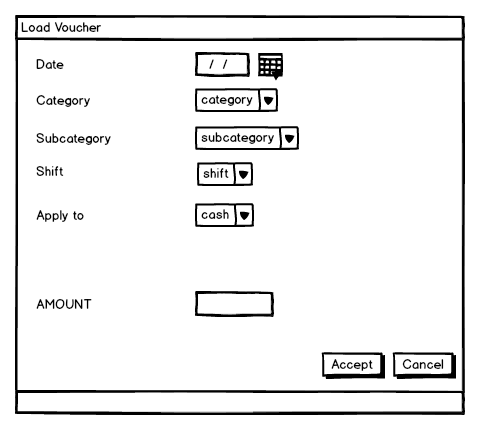 Load Voucher
Date / /
Category category
Subcategory subcategory
Shift shift
Apply to cash
AMOUNT
Accept Cancel